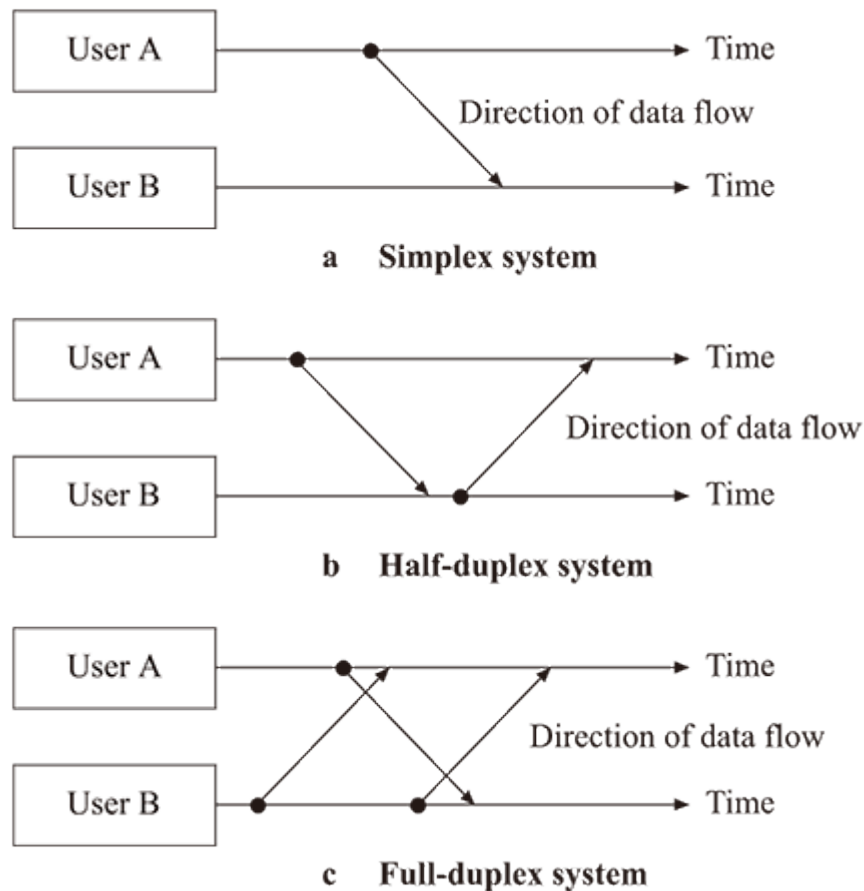 User A
Time
Direction of data flow
User B
Time
a Simplex system
User A
Time
Direction of data flow
User B
Time
b Half-duplex system
User A
Time
Direction of data flow
User B
Time
c Full-duplex system